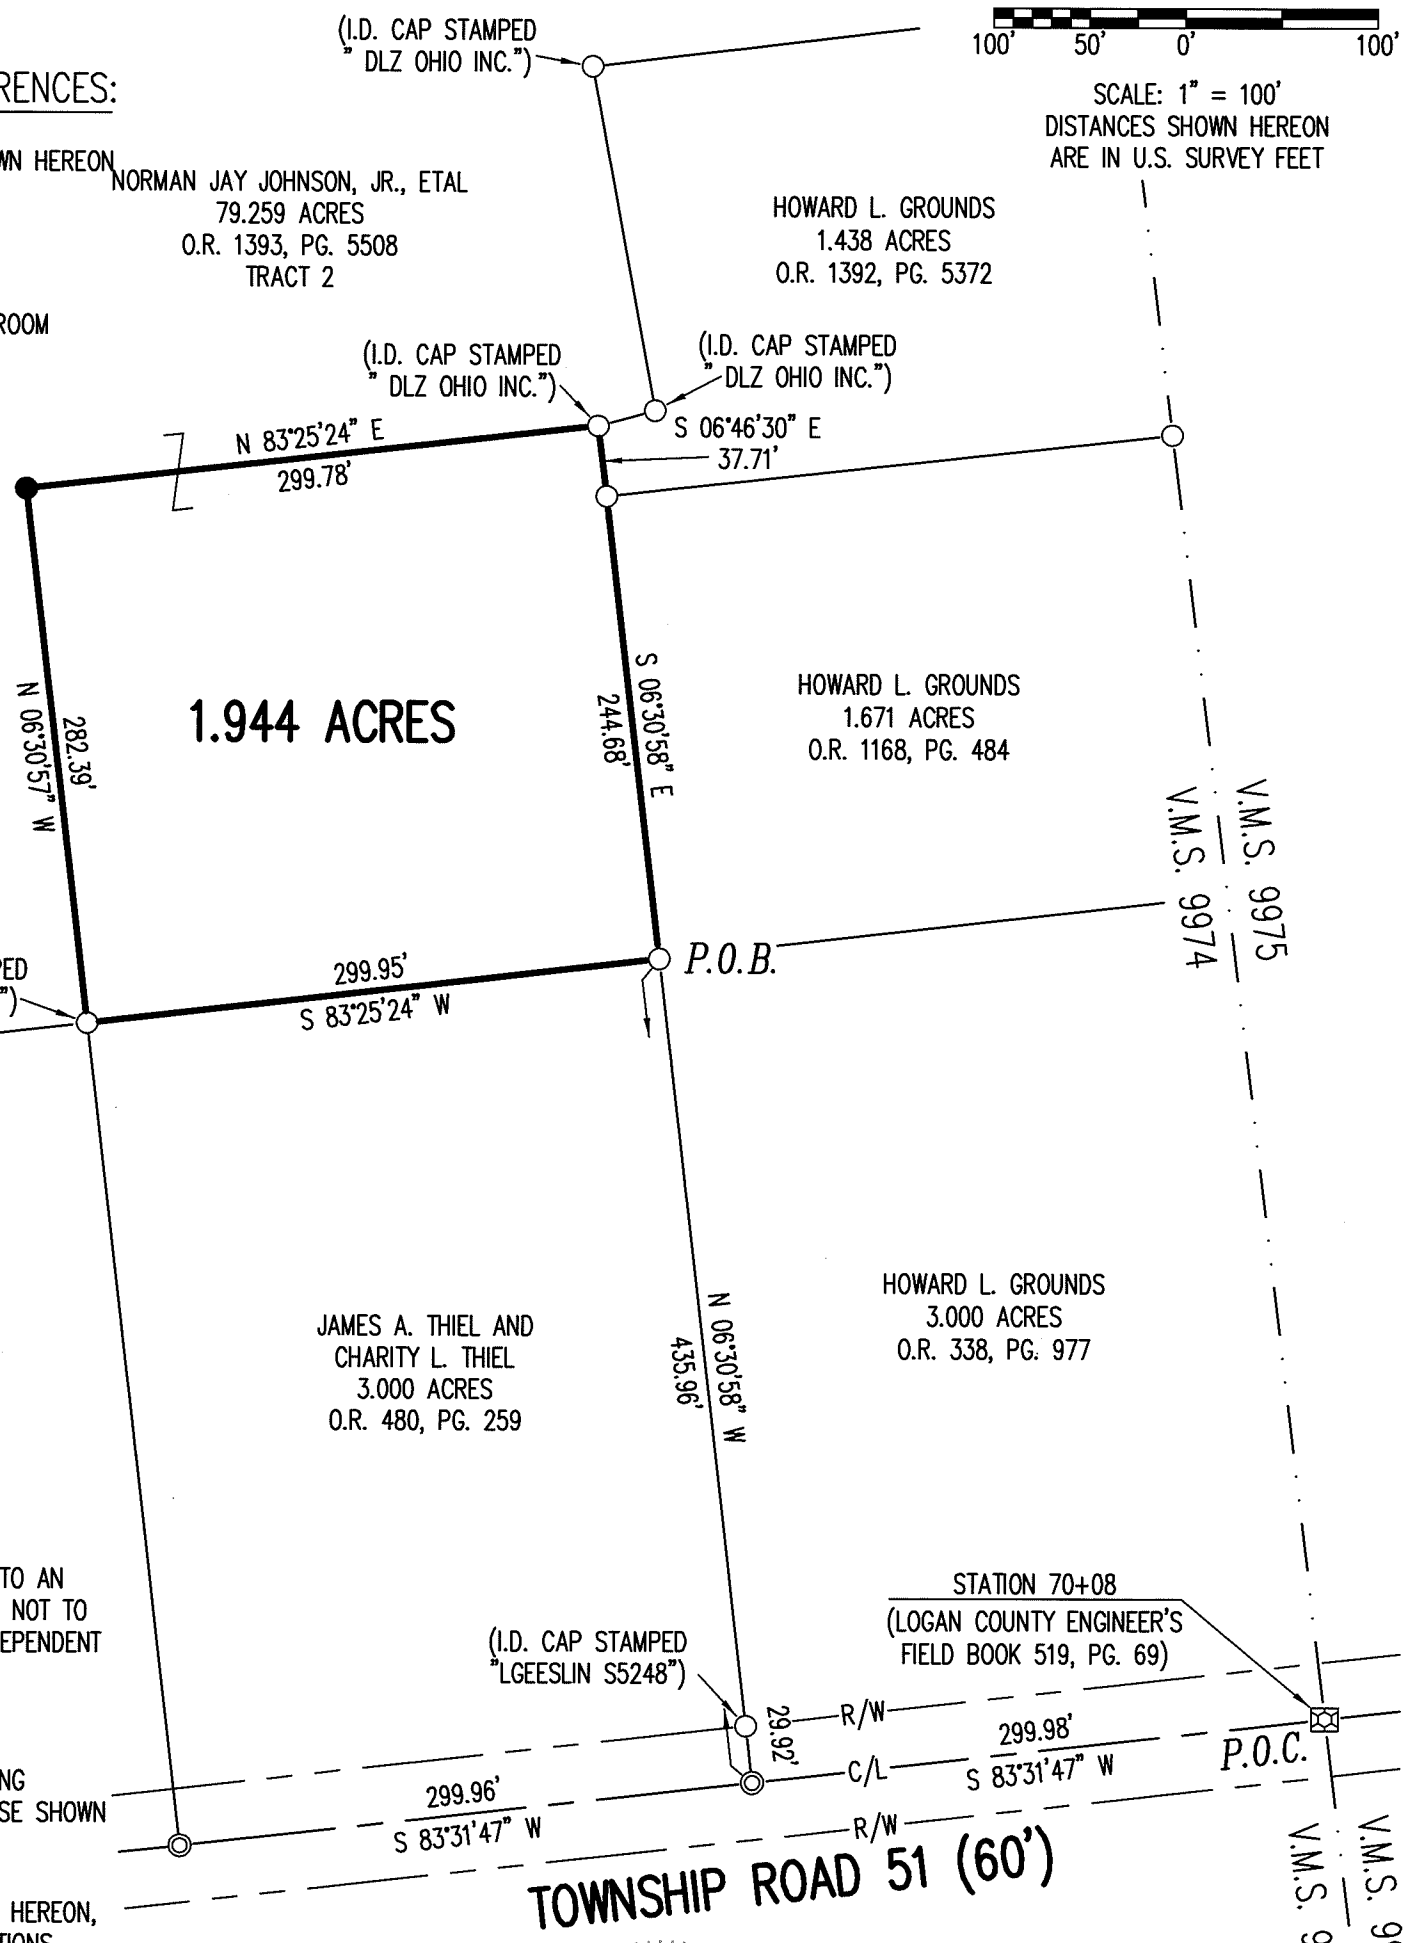 (I.D. CAP STAMPED
" DLZ OHIO INC.")
100' 50' 0' 100'
SCALE: 1" = 100'
DISTANCES SHOWN HEREON
ARE IN U.S. SURVEY FEET
RENCES:
WN HEREON
NORMAN JAY JOHNSON, JR., ETAL
79.259 ACRES
O.R. 1393, PG. 5508
TRACT 2
HOWARD L. GROUNDS
1.438 ACRES
O.R. 1392, PG. 5372
ROOM
(I.D. CAP STAMPED
" DLZ OHIO INC.")
(I.D. CAP STAMPED
" DLZ OHIO INC.")
N 83°25'24" E
299.78'
S 06°46'30" E
37.71'
N 06°30'57" W
282.39'
1.944 ACRES
S 06°30'58" E
244.68'
HOWARD L. GROUNDS
1.671 ACRES
O.R. 1168, PG. 484
V.M.S. 9974
V.M.S. 9975
P.O.B.
299.95'
S 83°25'24" W
PED
")
N 06°30'58" W
435.96'
HOWARD L. GROUNDS
3.000 ACRES
O.R. 338, PG. 977
JAMES A. THIEL AND
CHARITY L. THIEL
3.000 ACRES
O.R. 480, PG. 259
TO AN
NOT TO
EPENDENT
STATION 70+08
(LOGAN COUNTY ENGINEER'S
FIELD BOOK 519, PG. 69)
(I.D. CAP STAMPED
"LGEESLIN S5248")
29.92'
R/W
299.98'
S 83°31'47" W
C/L
P.O.C.
NG
SE SHOWN
299.96'
S 83°31'47" W
R/W
TOWNSHIP ROAD 51 (60')
V.M.S. 9
V.M.S. 99
HEREON,
TIONS